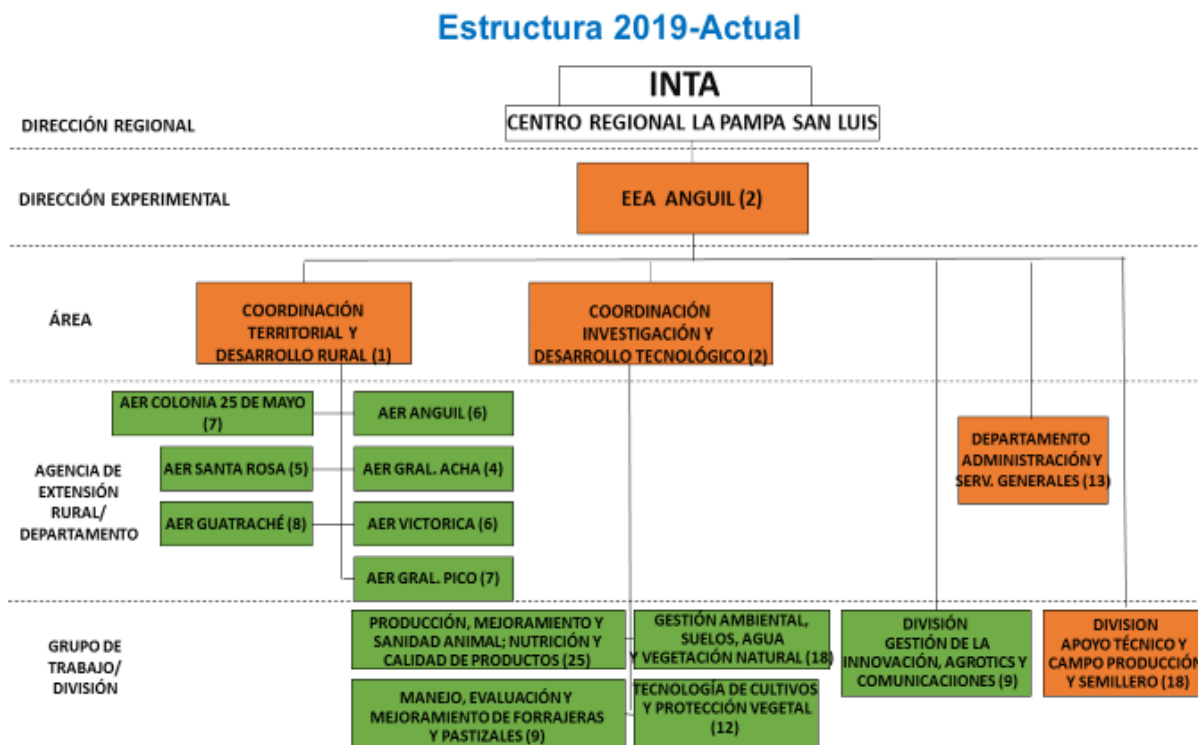 Estructura 2019-Actual
INTA
DIRECCIÓN REGIONAL
CENTRO REGIONAL LA PAMPA SAN LUIS
DIRECCIÓN EXPERIMENTAL
EEA ANGUIL (2)
ÁREA
COORDINACIÓN
TERRITORIAL Y
DESARROLLO RURAL (1)
COORDINACIÓN
INVESTIGACIÓN Y
DESARROLLO TECNOLÓGICO (2)
AGENCIA DE
EXTENSIÓN
RURAL/
DEPARTAMENTO
AER COLONIA 25 DE MAYO
(7)
AER ANGUIL (6)
AER SANTA ROSA (5)
AER GRAL. ACHA (4)
AER GUATRACHÉ (8)
AER VICTORICA (6)
AER GRAL. PICO (7)
DEPARTAMENTO
ADMINISTRACIÓN Y
SERV. GENERALES (13)
GRUPO DE
TRABAJO/
DIVISIÓN
PRODUCCIÓN, MEJORAMIENTO Y
SANIDAD ANIMAL; NUTRICIÓN Y
CALIDAD DE PRODUCTOS (25)
GESTIÓN AMBIENTAL,
SUELOS, AGUA
Y VEGETACIÓN NATURAL (18)
MANEJO, EVALUACIÓN Y
MEJORAMIENTO DE FORRAJERAS
Y PASTIZALES (9)
TECNOLOGÍA DE CULTIVOS
Y PROTECCIÓN VEGETAL
(12)
DIVISIÓN
GESTIÓN DE LA
INNOVACIÓN, AGROTICS Y
COMUNICACIIONES (9)
DIVISION
APOYO TÉCNICO Y
CAMPO PRODUCCIÓN
Y SEMILLERO (18)